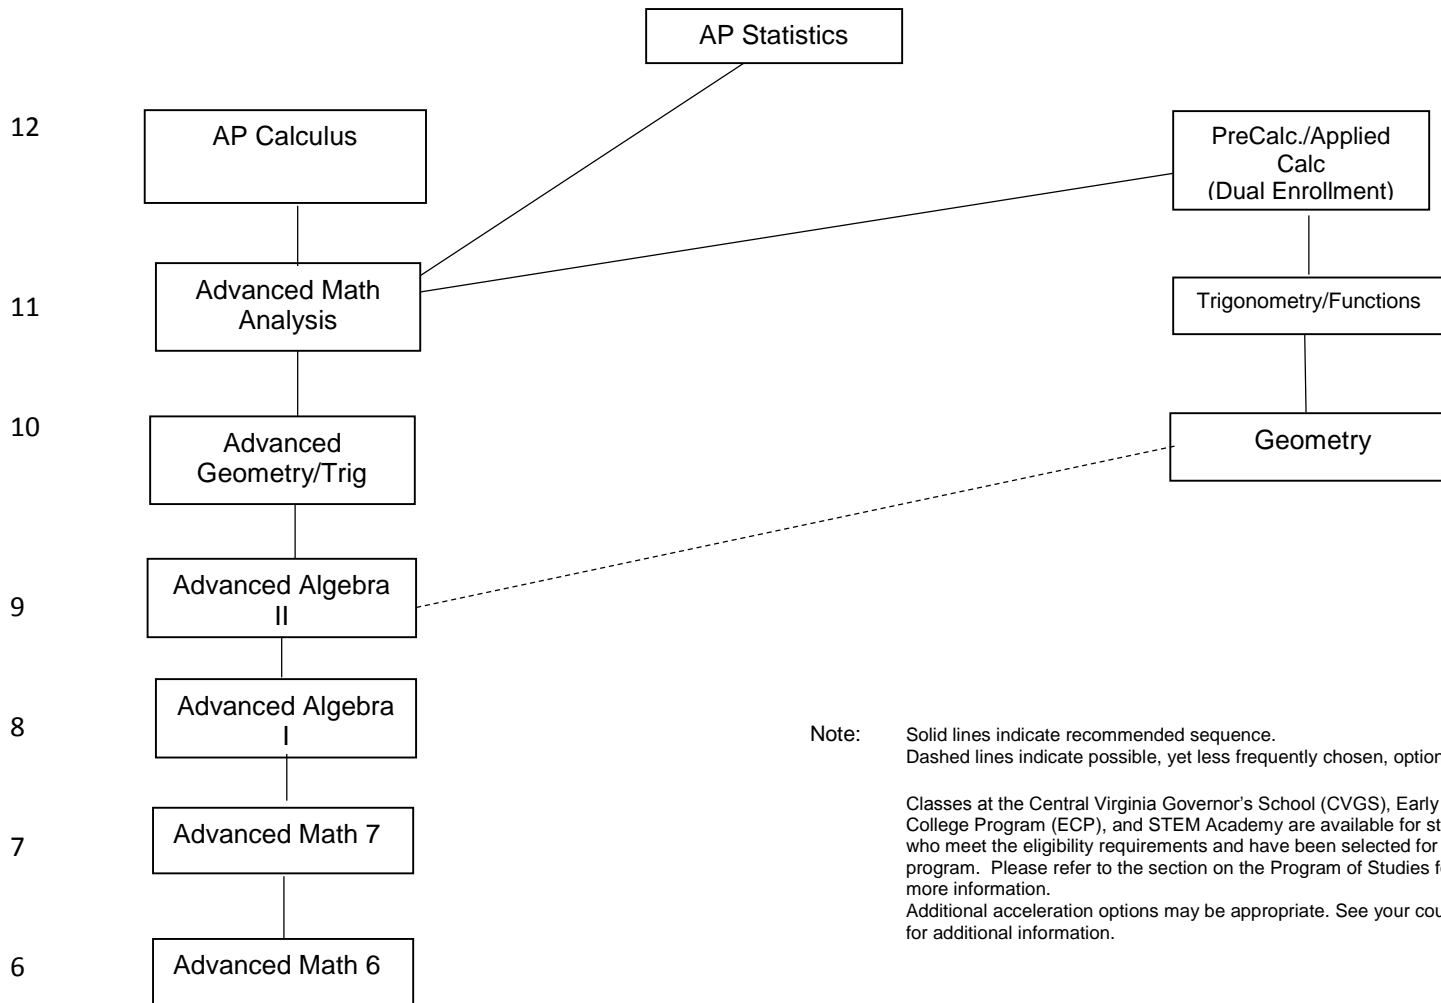 AP Statistics
12
AP Calculus
PreCalc./Applied
Calc
(Dual Enrollment)
11
Advanced Math
Analysis
Trigonometry/Functions
10
Advanced
Geometry/Trig
Geometry
9
Advanced Algebra
II
8
Advanced Algebra
I
Note: Solid lines indicate recommended sequence.
Dashed lines indicate possible, yet less frequently chosen, option
Classes at the Central Virginia Governor's School (CVGS), Early
College Program (ECP), and STEM Academy are available for
who meet the eligibility requirements and have been selected for
program. Please refer to the section on the Program of Studies
more information.
Additional acceleration options may be appropriate. See your
for additional information.
7
Advanced Math 7
6
Advanced Math 6